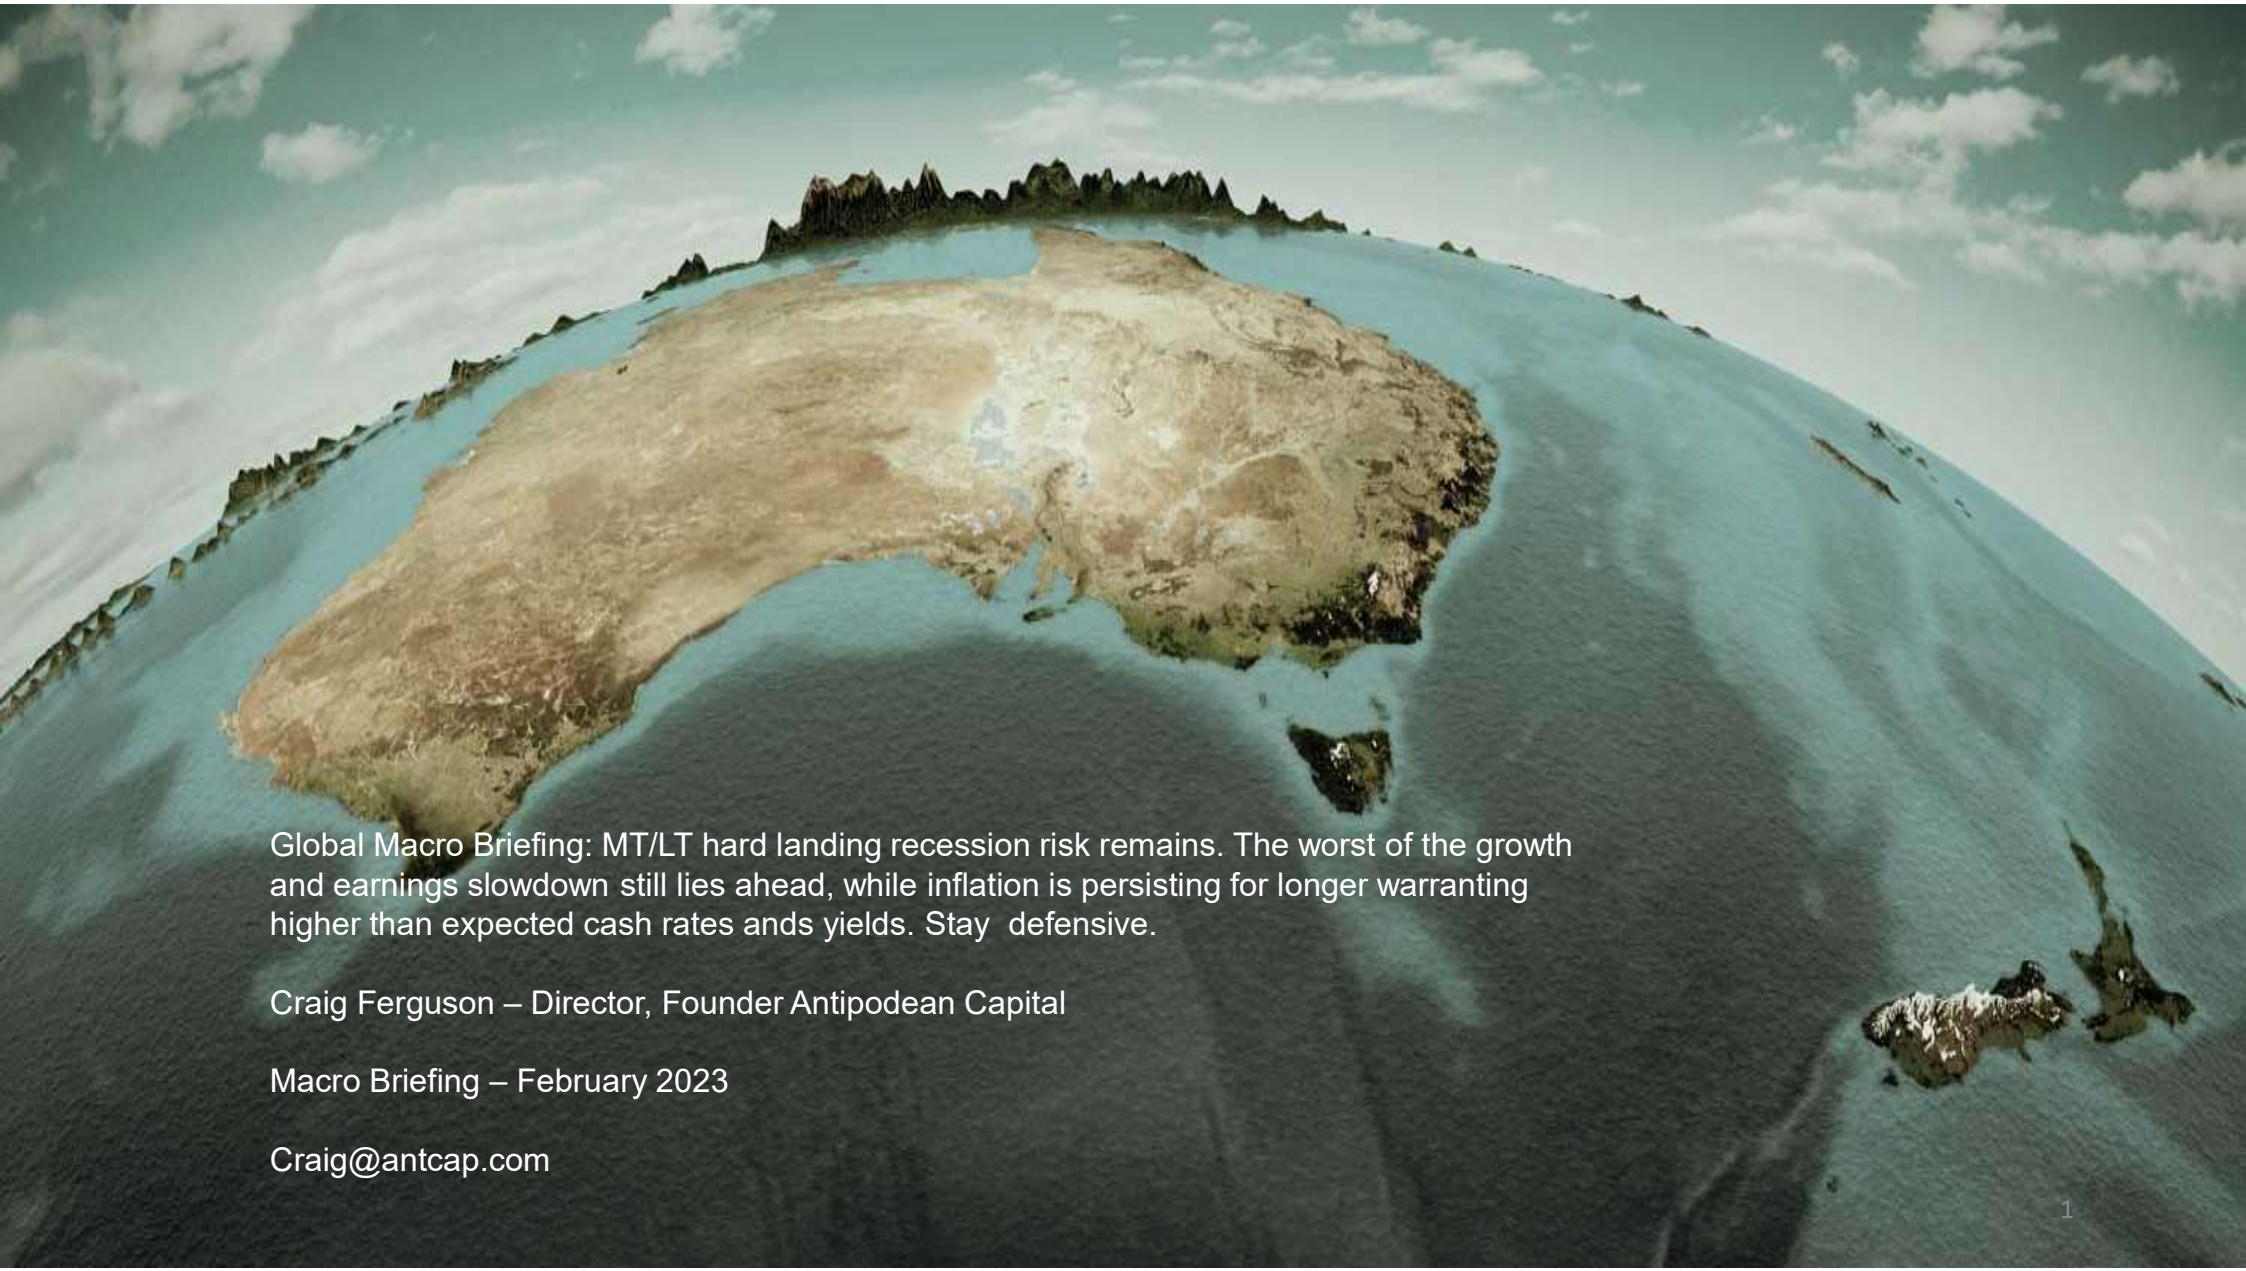 Global Macro Briefing: MT/LT hard landing recession risk remains. The worst of the growth
and earnings slowdown still lies ahead, while inflation is persisting for longer warranting
higher than expected cash rates ands yields. Stay  defensive.
Craig Ferguson – Director, Founder Antipodean Capital
Macro Briefing – February 2023
Craig@antcap.com
1